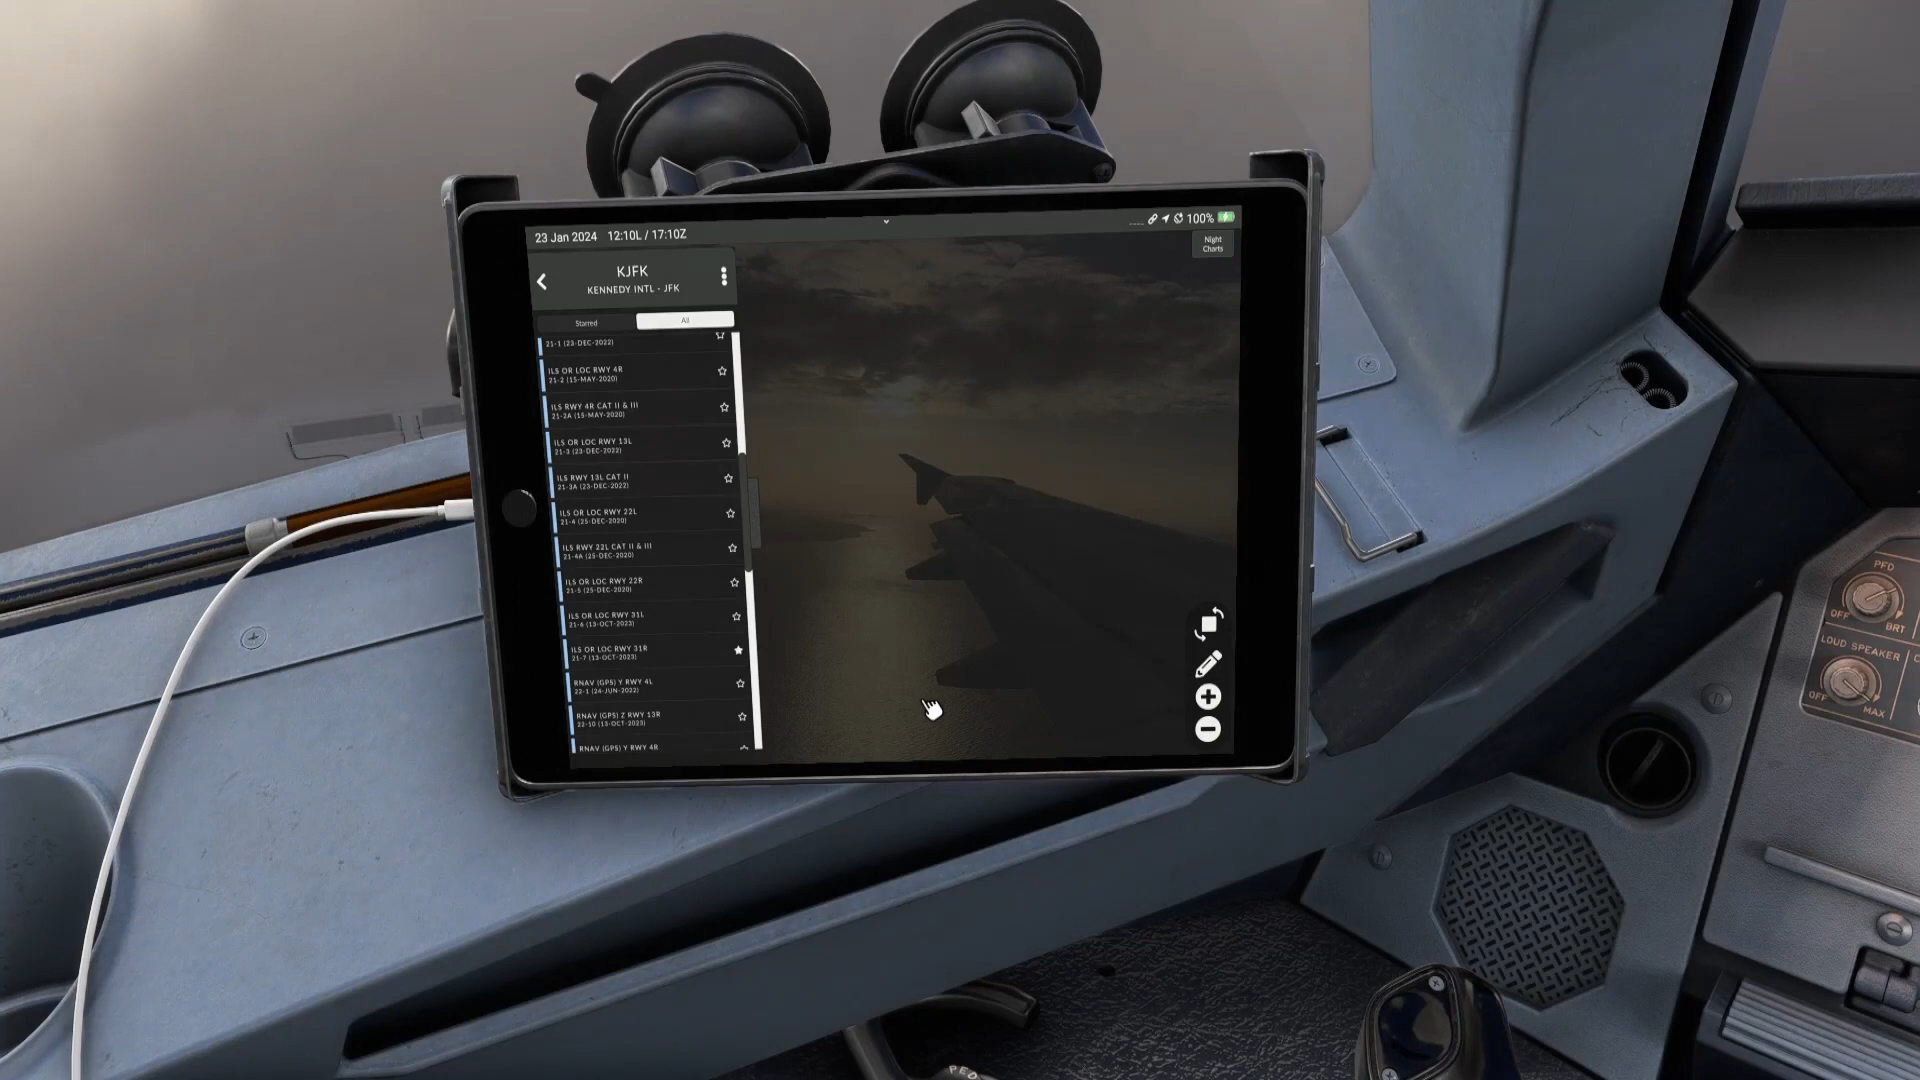 23 Jan 2024 12:10L / 17:10Z
100%
Night
Charts
KJFK
KENNEDY INTL - JFK
Starred
All
21-1 (23-DEC-2022)
ILS OR LOC RWY 4R
21-2 (15-MAY-2020)
ILS RWY 4R CAT II & III
21-2A (15-MAY-2020)
ILS OR LOC RWY 13L
21-3 (23-DEC-2022)
ILS RWY 13L CAT II
21-3A (23-DEC-2022)
ILS OR LOC RWY 22L
21-4 (25-DEC-2020)
ILS RWY 22L CAT II & III
21-4A (25-DEC-2020)
ILS OR LOC RWY 22R
21-5 (25-DEC-2020)
ILS OR LOC RWY 31L
21-6 (13-OCT-2023)
ILS OR LOC RWY 31R
21-7 (13-OCT-2023)
RNAV (GPS) Y RWY 4L
22-1 (24-JUN-2022)
RNAV (GPS) Z RWY 13R
22-10 (13-OCT-2023)
RNAV (GPS) Y RWY 4R
PFD
OFF BRT
LOUD SPEAKER
OFF
MAX